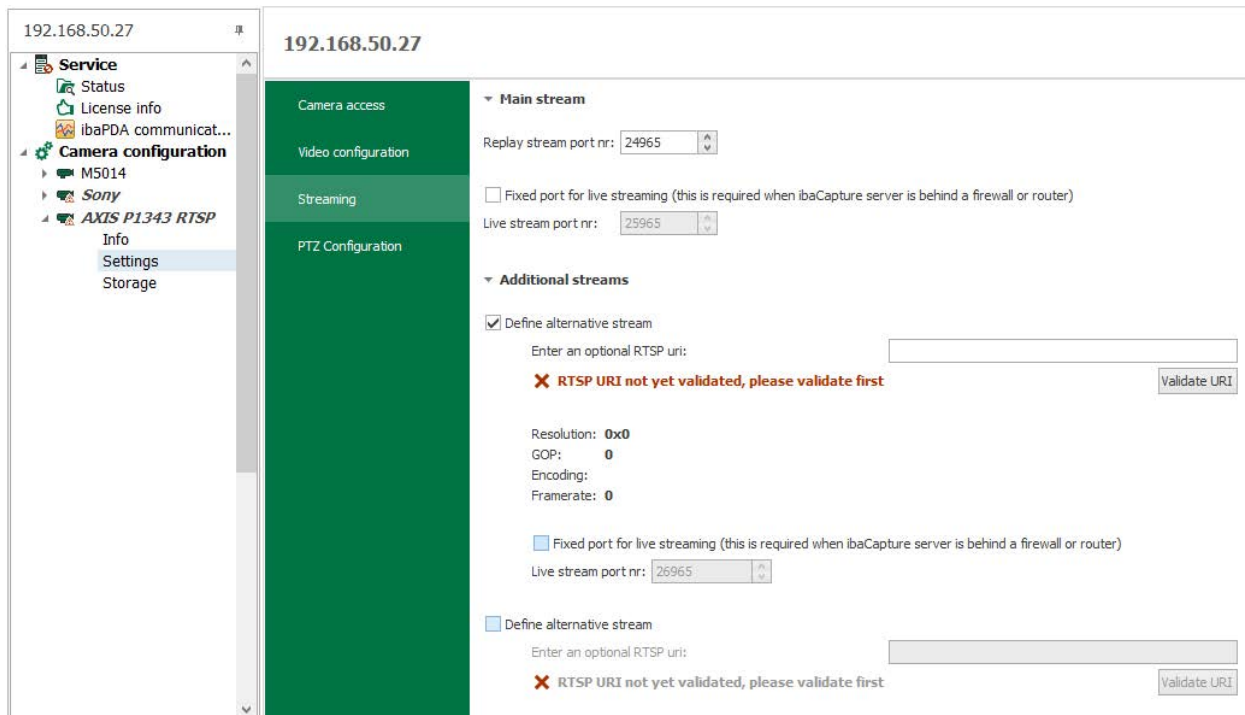 192.168.50.27
Service
Status
License info
ibaPDA communicat...
Camera configuration
M5014
Sony
AXIS P1343 RTSP
Info
Settings
Storage
192.168.50.27
Camera access
Video configuration
Streaming
PTZ Configuration
Main stream
Replay stream port nr: 24965
Fixed port for live streaming (this is required when ibaCapture server is behind a firewall or router)
Live stream port nr: 25965
Additional streams
Define alternative stream
Enter an optional RTSP uri:
RTSP URI not yet validated, please validate first Validate URI
Resolution: 0x0
GOP: 0
Encoding:
Framerate: 0
Fixed port for live streaming (this is required when ibaCapture server is behind a firewall or router)
Live stream port nr: 26965
Define alternative stream
Enter an optional RTSP uri:
RTSP URI not yet validated, please validate first Validate URI